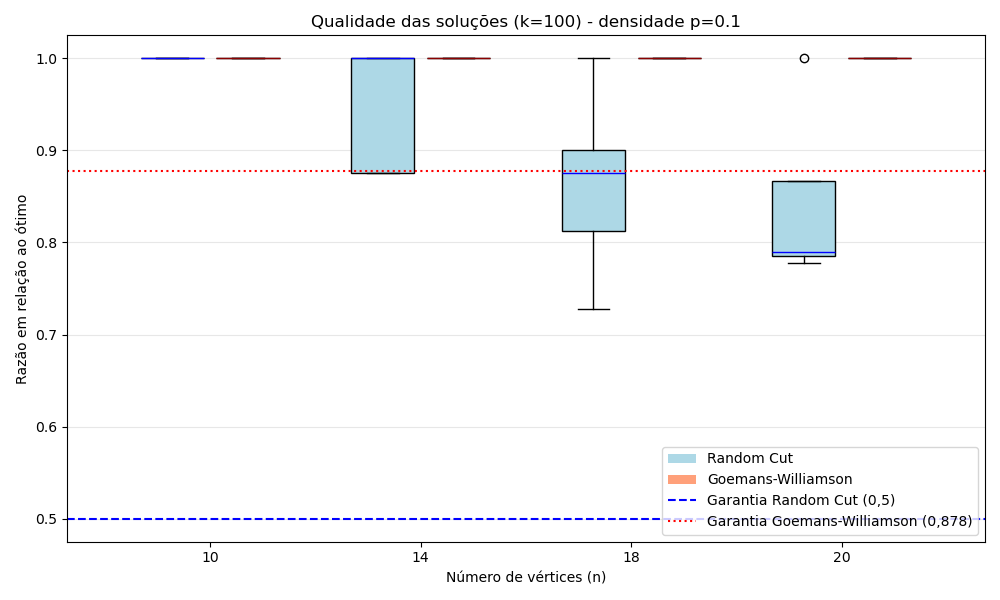 Qualidade das soluções (k=100) - densidade p=0.1
Razão em relação ao ótimo
1.0
0.9
0.8
0.7
0.6
0.5
Random Cut
Goemans-Williamson
Garantia Random Cut (0,5)
Garantia Goemans-Williamson (0,878)
10 14 18 20
Número de vértices (n)